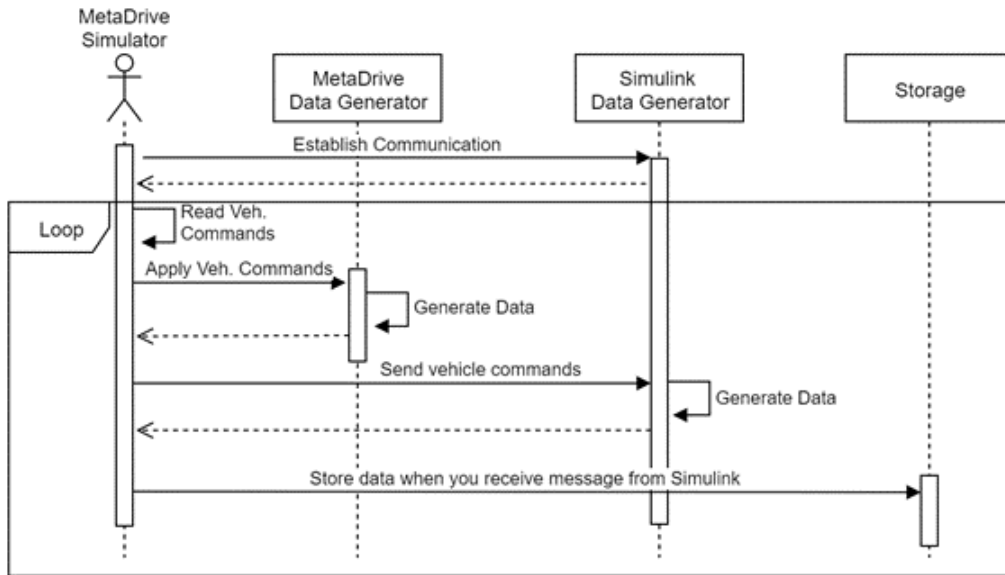 MetaDrive
Simulator
MetaDrive
Data Generator
Simulink
Data Generator
Storage
Establish Communication
Loop
Read Veh.
Commands
Apply Veh. Commands
Generate Data
Send vehicle commands
Generate Data
Store data when you receive message from Simulink